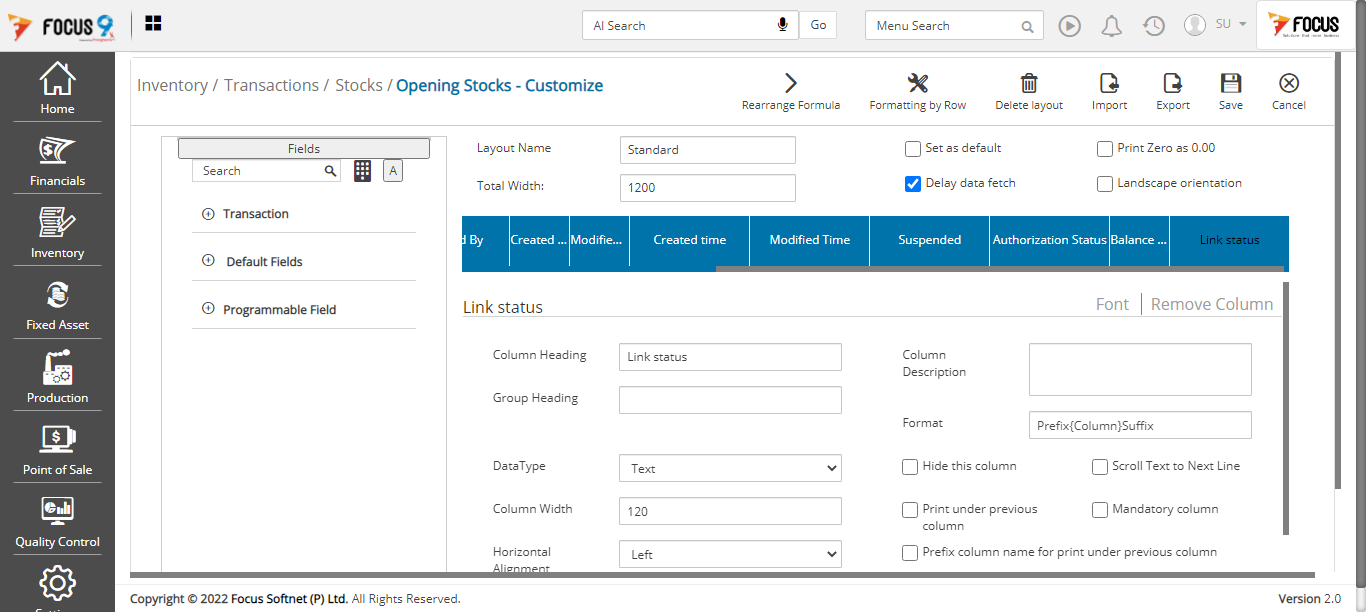 FOCUS 9
AI Search
Go
Menu Search
SU
FOCUS
Home
Financials
Inventory
Fixed Asset
Production
Point of Sale
Quality Control
Inventory / Transactions / Stocks / Opening Stocks - Customize
Rearrange Formula
Formatting by Row
Delete layout
Import
Export
Save
Cancel
Fields
Search
A
Transaction
Default Fields
Programmable Field
Layout Name
Standard
Set as default
Print Zero as 0.00
Total Width:
1200
Delay data fetch
Landscape orientation
d By
Created ...
Modifie...
Created time
Modified Time
Suspended
Authorization Status
Balance ...
Link status
Link status
Font
Remove Column
Column Heading
Link status
Column
Description
Group Heading
Format
Prefix{Column}Suffix
DataType
Text
Hide this column
Scroll Text to Next Line
Column Width
120
Print under previous
column
Mandatory column
Horizontal
Alignment
Left
Prefix column name for print under previous column
Copyright © 2022 Focus Softnet (P) Ltd. All Rights Reserved.
Version 2.0